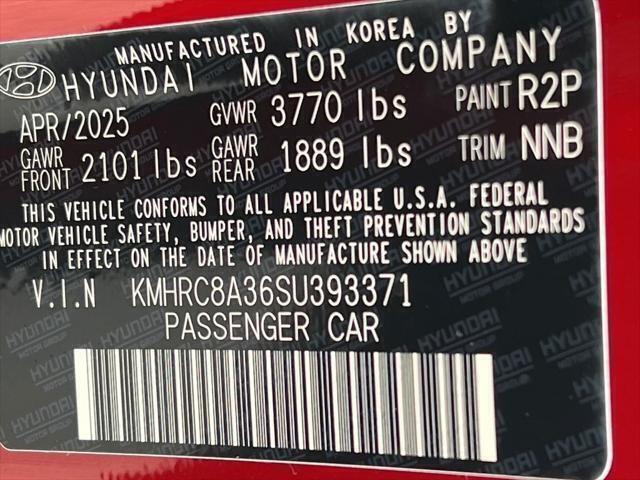 MANUFACTURED IN KOREA BY
HYUNDAI MOTOR COMPANY
APR/2025 GVWR 3770 lbs PAINT R2P
GAWR FRONT 2101 lbs GAWR REAR 1889 lbs TRIM NNB
THIS VEHICLE CONFORMS TO ALL APPLICABLE U.S.A. FEDERAL
MOTOR VEHICLE SAFETY, BUMPER, AND THEFT PREVENTION STANDARDS
IN EFFECT ON THE DATE OF MANUFACTURE SHOWN ABOVE
V.I.N KMHRC8A36SU393371
PASSENGER CAR